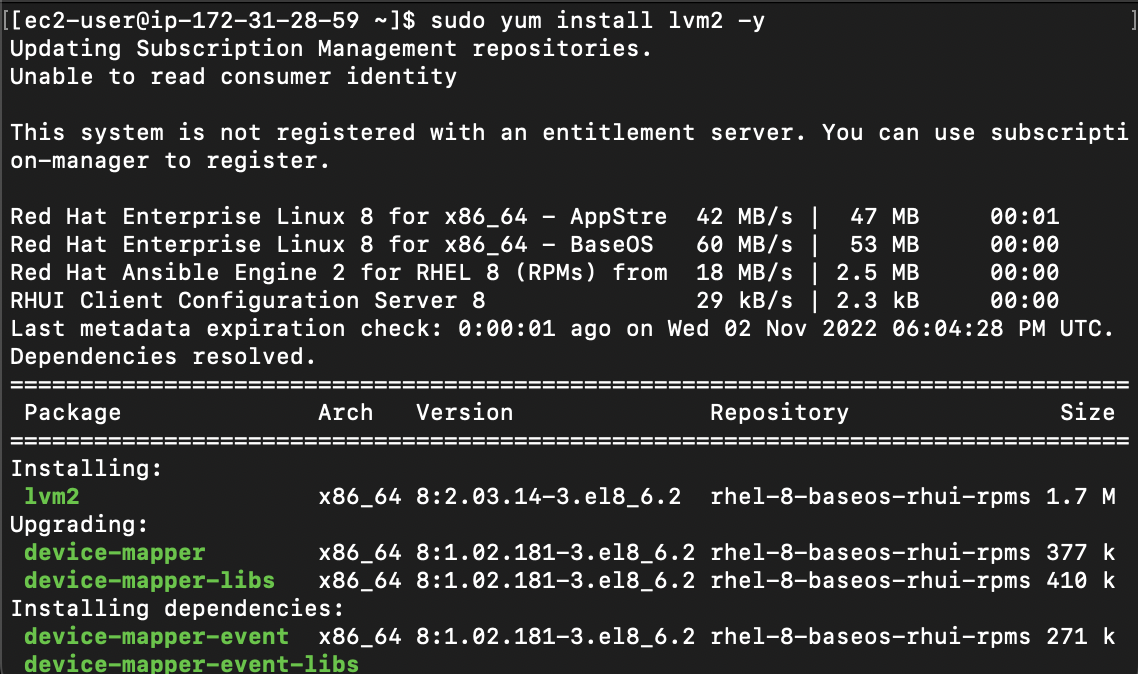 [[ec2-user@ip-172-31-28-59 ~]$ sudo yum install lvm2 -y                          ]
Updating Subscription Management repositories.
Unable to read consumer identity

This system is not registered with an entitlement server. You can use subscripti
on-manager to register.

Red Hat Enterprise Linux 8 for x86_64 - AppStre  42 MB/s |  47 MB     00:01
Red Hat Enterprise Linux 8 for x86_64 - BaseOS   60 MB/s |  53 MB     00:00
Red Hat Ansible Engine 2 for RHEL 8 (RPMs) from  18 MB/s | 2.5 MB     00:00
RHUI Client Configuration Server 8               29 kB/s | 2.3 kB     00:00
Last metadata expiration check: 0:00:01 ago on Wed 02 Nov 2022 06:04:28 PM UTC.
Dependencies resolved.
================================================================================
 Package              Arch   Version              Repository               Size
================================================================================
Installing:
 lvm2                 x86_64 8:2.03.14-3.el8_6.2  rhel-8-baseos-rhui-rpms 1.7 M
Upgrading:
 device-mapper        x86_64 8:1.02.181-3.el8_6.2 rhel-8-baseos-rhui-rpms 377 k
 device-mapper-libs   x86_64 8:1.02.181-3.el8_6.2 rhel-8-baseos-rhui-rpms 410 k
Installing dependencies:
 device-mapper-event  x86_64 8:1.02.181-3.el8_6.2 rhel-8-baseos-rhui-rpms 271 k
 device-mapper-event-libs